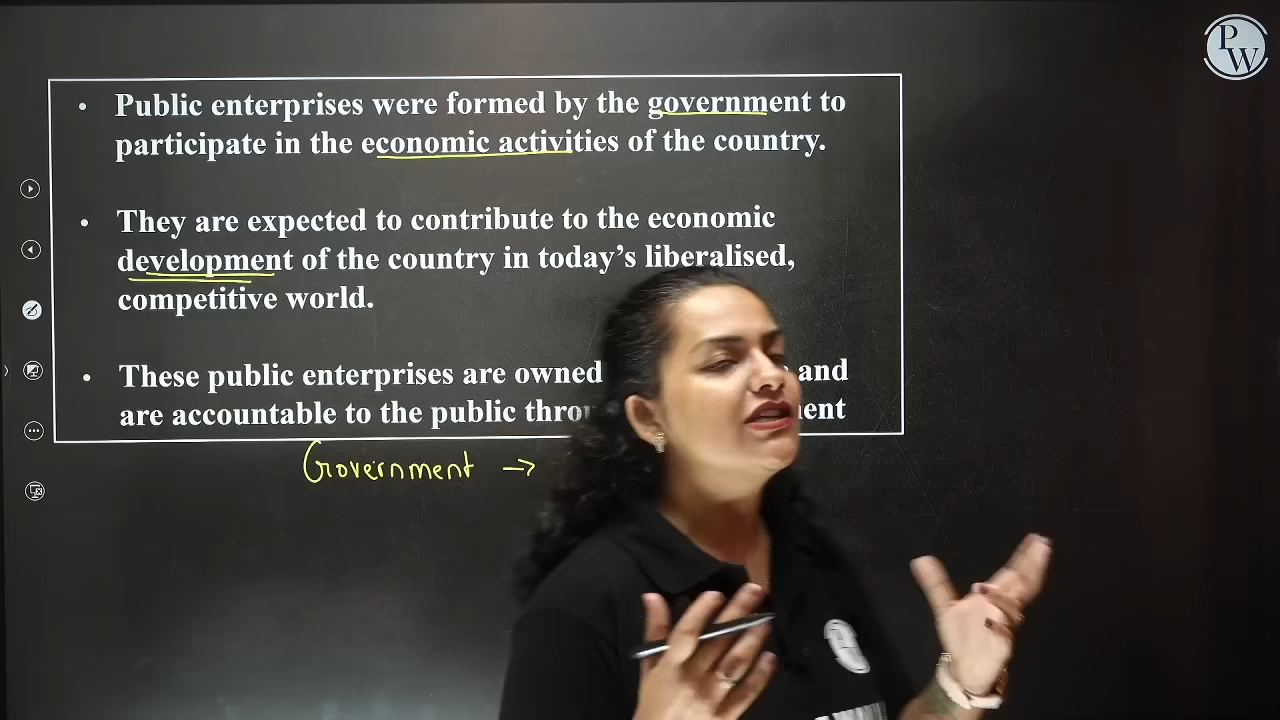 PW
• Public enterprises were formed by the government to
participate in the economic activities of the country.
• They are expected to contribute to the economic
development of the country in today's liberalised,
competitive world.
• These public enterprises are owned and
are accountable to the public
Government →